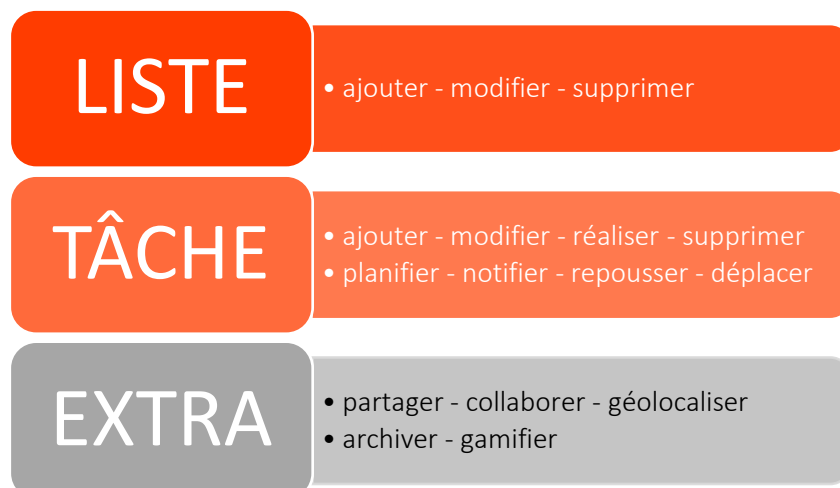 LISTE
• ajouter - modifier - supprimer
TÂCHE
• ajouter - modifier - réaliser - supprimer
• planifier - notifier - repousser - déplacer
EXTRA
• partager - collaborer - géolocaliser
• archiver - gamifier